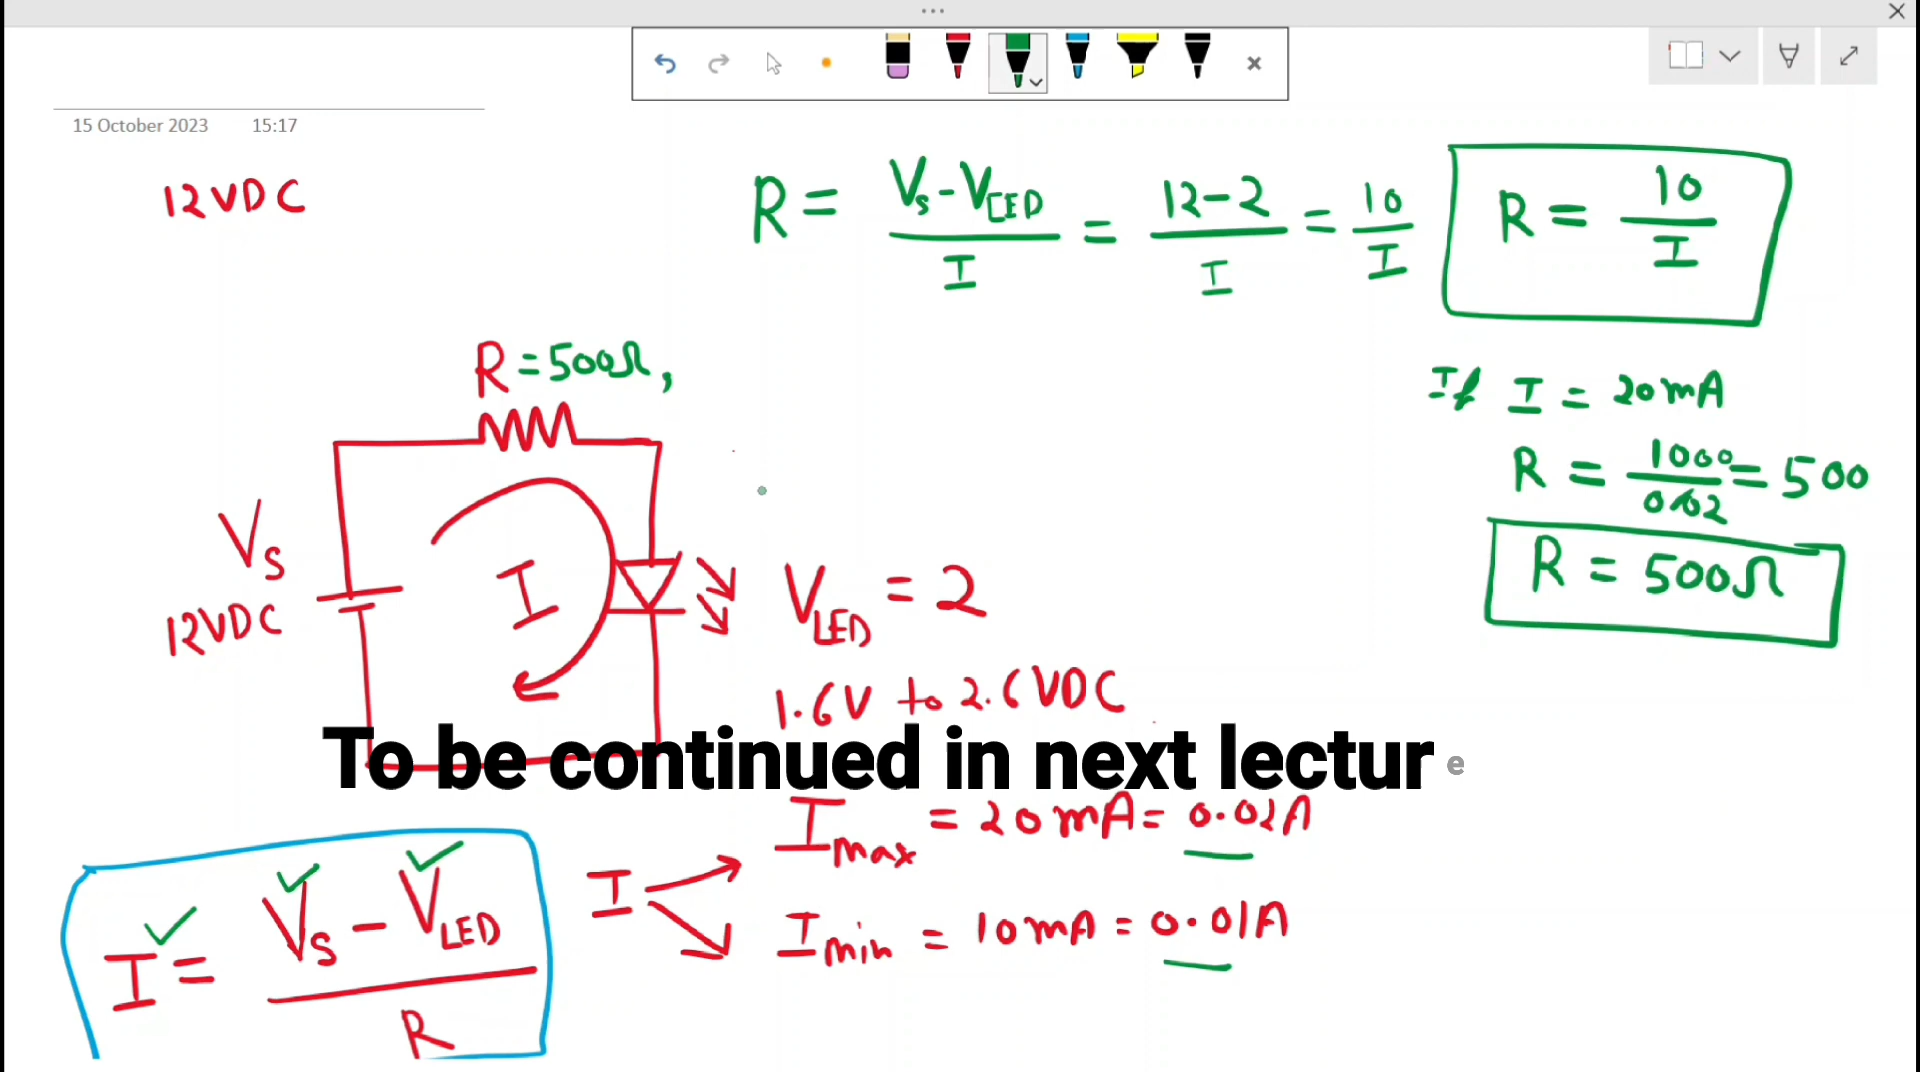 15 October 2023 15:17
12VDC
R = Vs - VLED / I = 12-2 / I = 10 / I
R = 10 / I
R = 500Ω,
If I = 20mA
R = 1000 / 0.02 = 500
R = 500Ω
Vs
12VDC
I
VLED = 2
1.6V to 2.6VDC
To be continued in next lecture
I
Imax = 20mA = 0.02A
Imin = 10mA = 0.01A
I = Vs - VLED / R